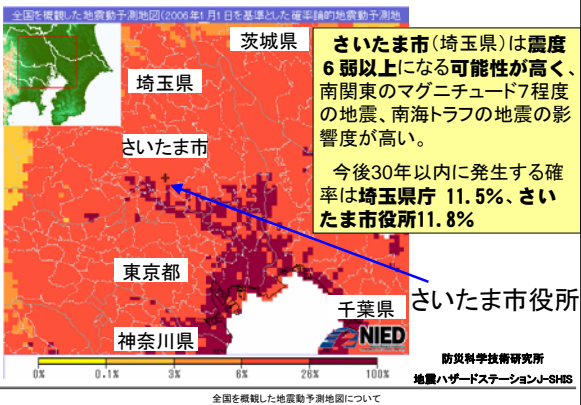 全国を概観した地震動予測地図(2006年1月1日を基準とした確率論的地震動予測地
茨城県
埼玉県
さいたま市
東京都
神奈川県
千葉県
さいたま市(埼玉県)は震度
6弱以上になる可能性が高く、
南関東のマグニチュード7程度
の地震、南海トラフの地震の影
響度が高い。
今後30年以内に発生する確
率は埼玉県庁 11.5%、さい
たま市役所11.8%
さいたま市役所
NIED
防災科学技術研究所
地震ハザードステーションJ-SHIS
0% 0.1% 3% 6% 26% 100%
全国を概観した地震動予測地図について